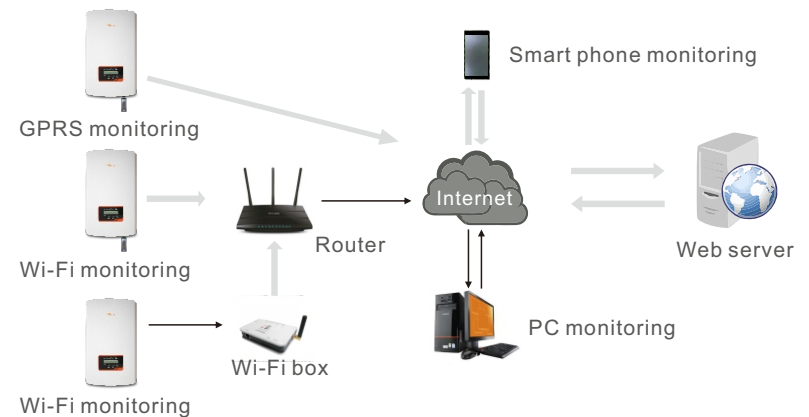 Smart phone monitoring
GPRS monitoring
Internet
Router
Web server
Wi-Fi monitoring
PC monitoring
Wi-Fi box
Wi-Fi monitoring